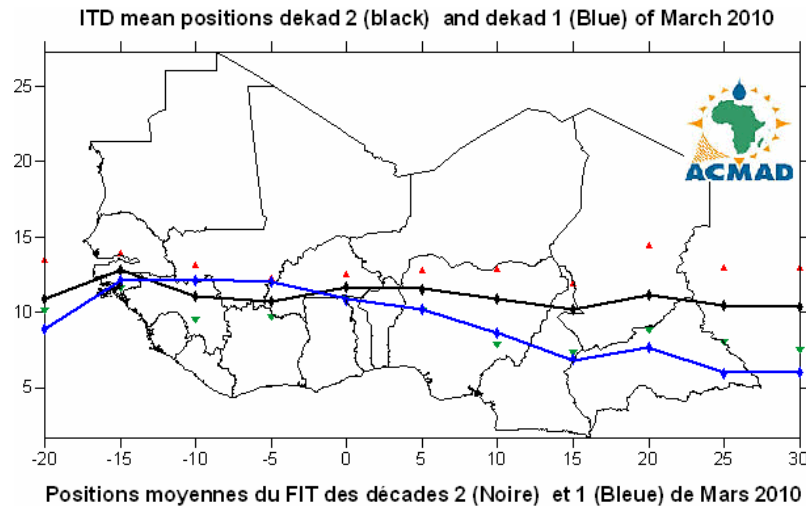 ITD mean positions dekad 2 (black) and dekad 1 (Blue) of March 2010
25
20
15
10
5
ACMAD
-20 -15 -10 -5 0 5 10 15 20 25 30
Positions moyennes du FIT des décades 2 (Noire) et 1 (Bleue) de Mars 2010